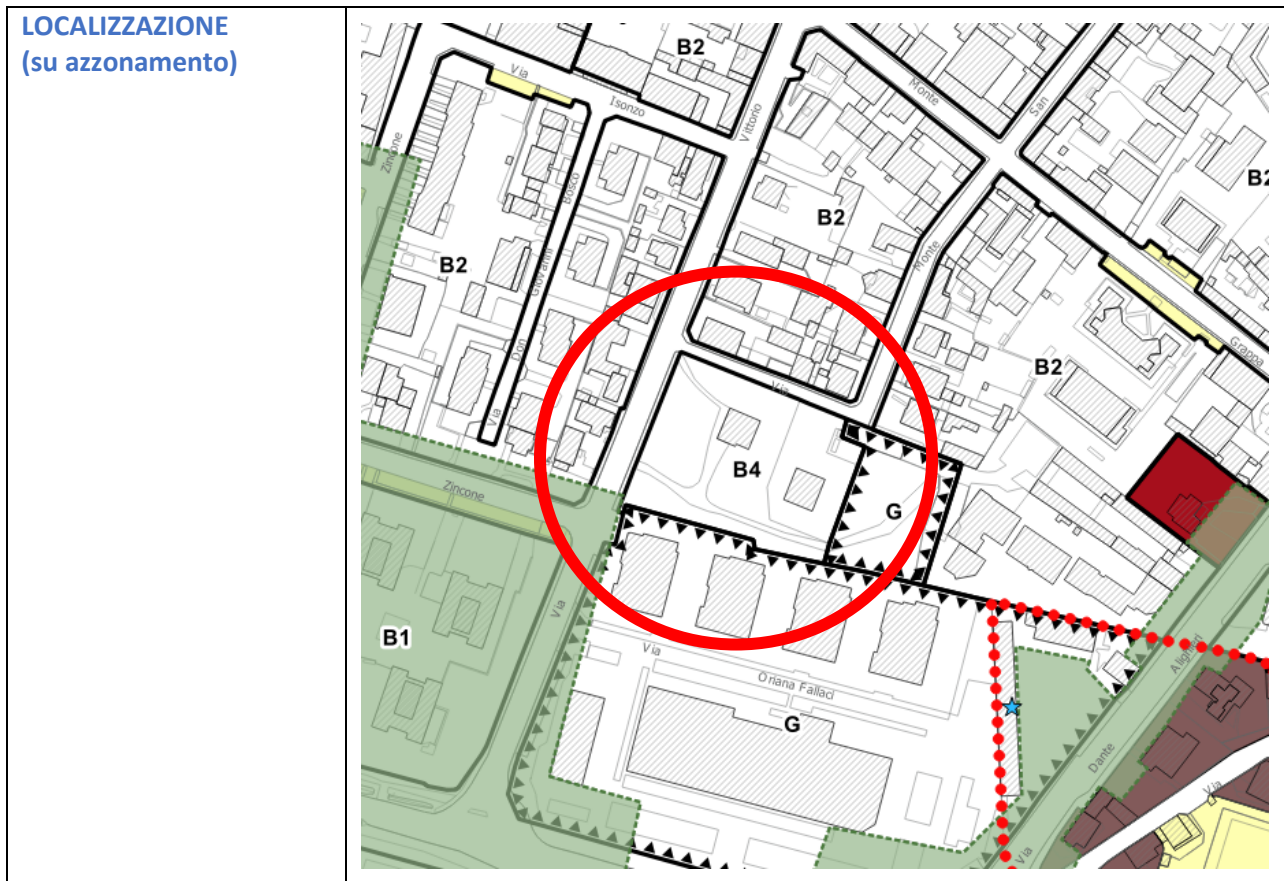 LOCALIZZAZIONE
(su azzonamento)
B2
Via
Isonzo
Vittorio
Monte
San
Zincone
B2
B2
Bosco
Giovanni
Don
Via
B2
Monte
Grappa
B2
Via
B4
G
Zincone
Via
B1
Via
Oriana Fallaci
G
Alighieri
Dante
Via
Via